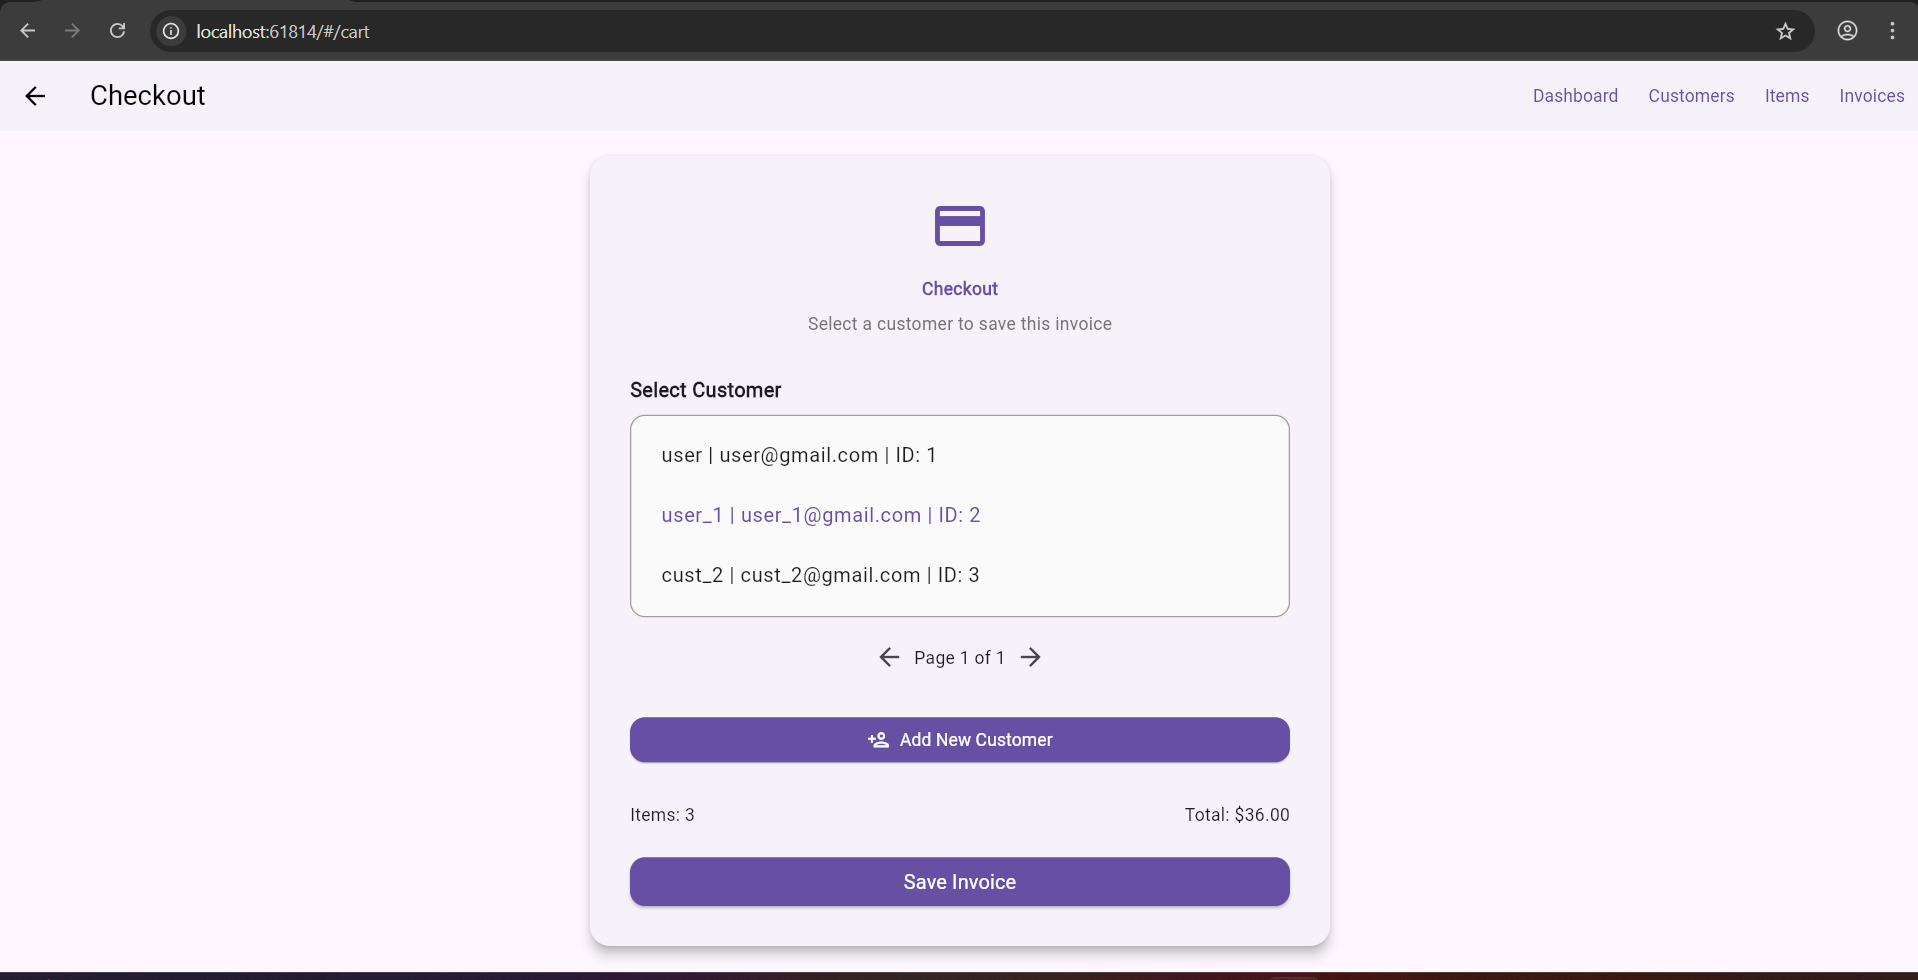 localhost:61814/#/cart
Checkout
Dashboard Customers Items Invoices
Checkout
Select a customer to save this invoice
Select Customer
user | user@gmail.com | ID: 1
user_1 | user_1@gmail.com | ID: 2
cust_2 | cust_2@gmail.com | ID: 3
Page 1 of 1
Add New Customer
Items: 3 Total: $36.00
Save Invoice